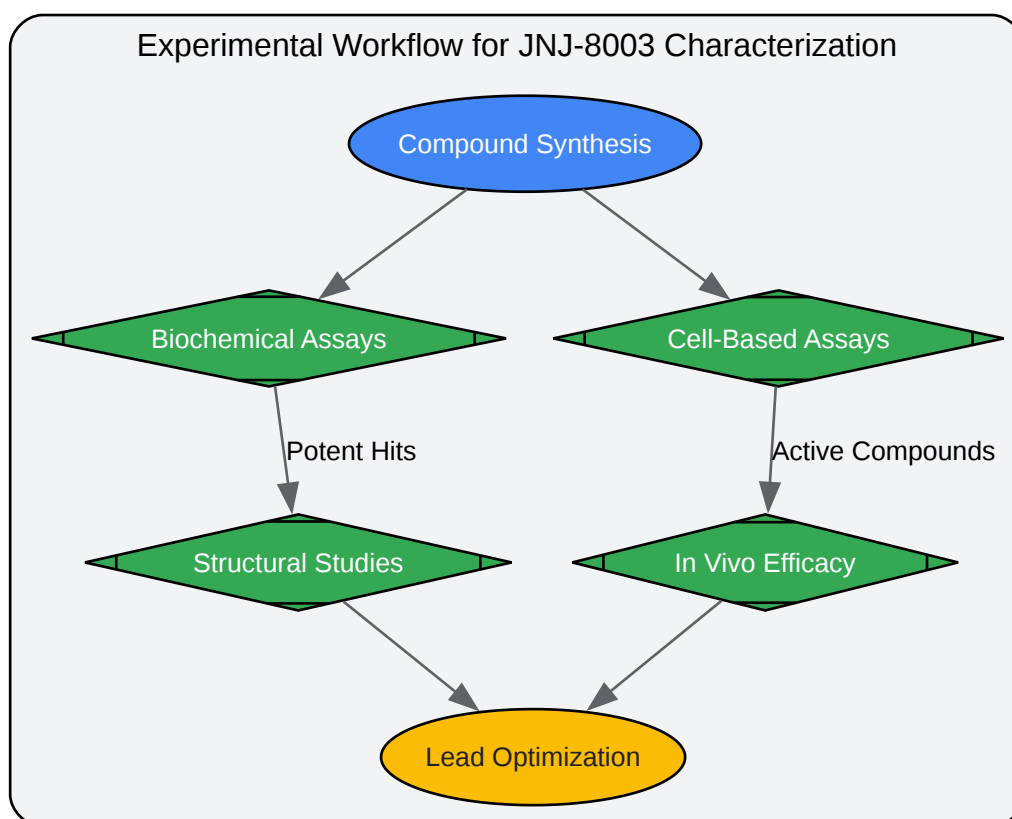 Experimental Workflow for JNJ-8003 Characterization
Compound Synthesis
Biochemical Assays
Cell-Based Assays
Potent Hits
Active Compounds
Structural Studies
In Vivo Efficacy
Lead Optimization